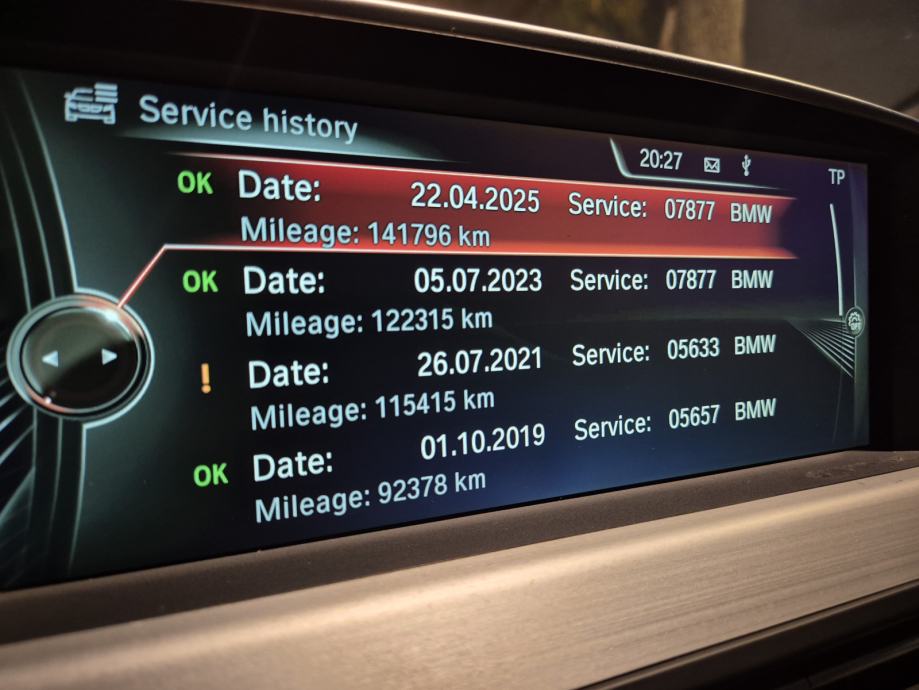 Service history
20:27 TP
OK Date: 22.04.2025 Service: 07877 BMW
Mileage: 141796 km
OK Date: 05.07.2023 Service: 07877 BMW
Mileage: 122315 km
! Date: 26.07.2021 Service: 05633 BMW
Mileage: 115415 km
OK Date: 01.10.2019 Service: 05657 BMW
Mileage: 92378 km